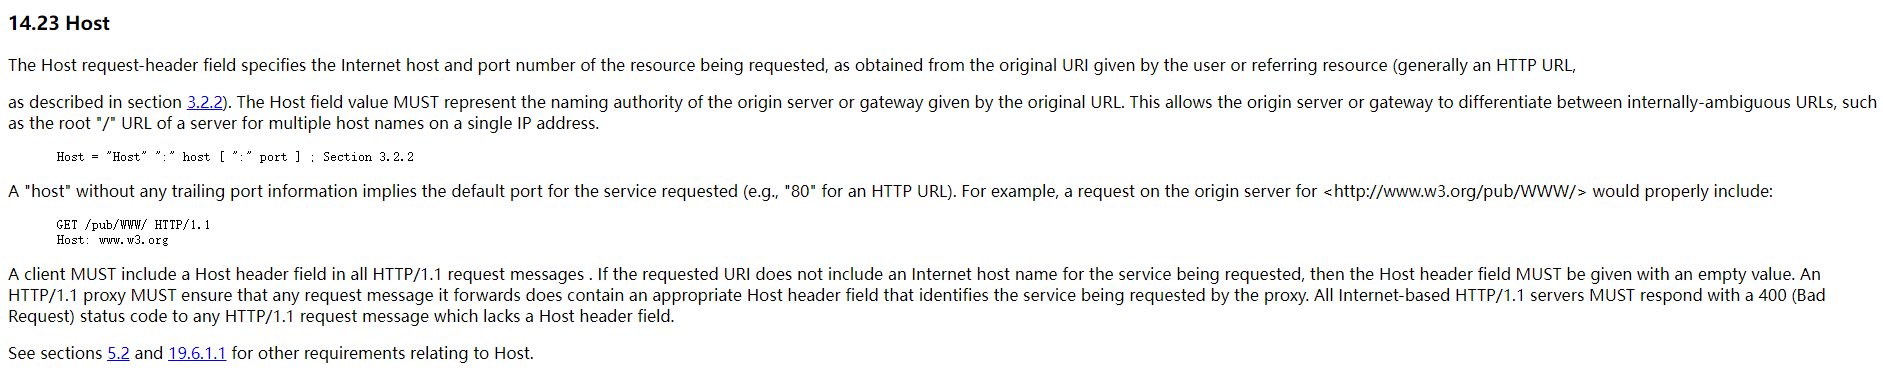 14.23 Host
The Host request-header field specifies the Internet host and port number of the resource being requested, as obtained from the original URI given by the user or referring resource (generally an HTTP URL,
as described in section 3.2.2). The Host field value MUST represent the naming authority of the origin server or gateway given by the original URL. This allows the origin server or gateway to differentiate between internally-ambiguous URLs, such
as the root "/" URL of a server for multiple host names on a single IP address.
Host = "Host" ":" host [ ":" port ] ; Section 3.2.2
A "host" without any trailing port information implies the default port for the service requested (e.g., "80" for an HTTP URL). For example, a request on the origin server for <http://www.w3.org/pub/WWW/> would properly include:
GET /pub/WWW/ HTTP/1.1
Host: www.w3.org
A client MUST include a Host header field in all HTTP/1.1 request messages . If the requested URI does not include an Internet host name for the service being requested, then the Host header field MUST be given with an empty value. An
HTTP/1.1 proxy MUST ensure that any request message it forwards does contain an appropriate Host header field that identifies the service being requested by the proxy. All Internet-based HTTP/1.1 servers MUST respond with a 400 (Bad
Request) status code to any HTTP/1.1 request message which lacks a Host header field.
See sections 5.2 and 19.6.1.1 for other requirements relating to Host.